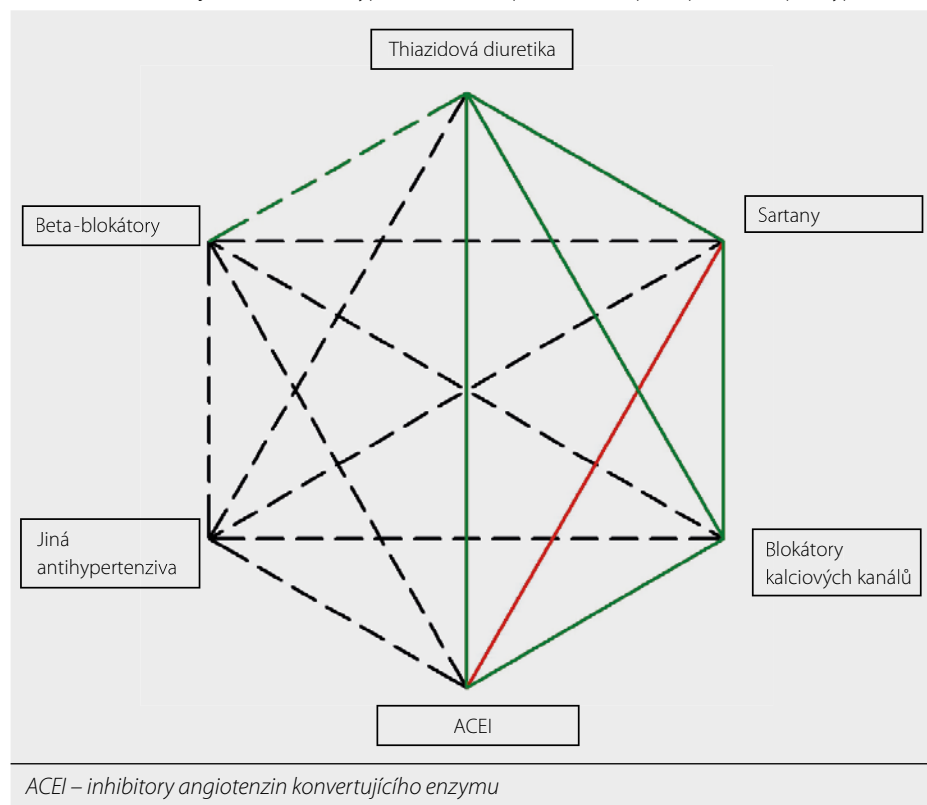 Thiazidová diuretika
Beta-blokátory
Sartany
Jiná
antihypertenziva
Blokátory
kalciových kanálů
ACEI
ACEI – inhibitory angiotenzin konvertujícího enzymu